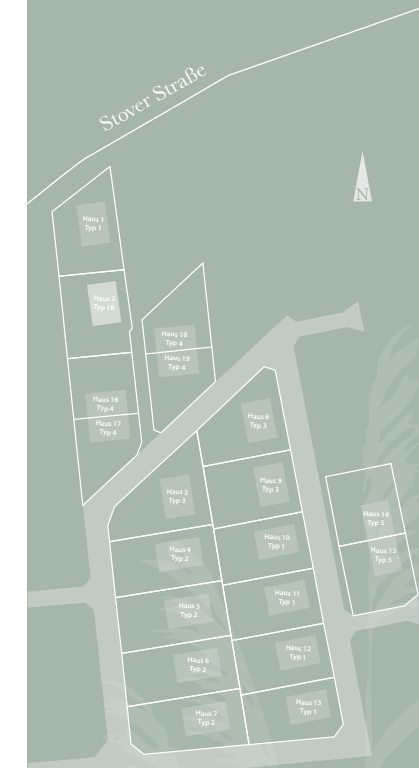 Stover Straße
N
Haus 1
Typ 1
Haus 2
Typ 1B
Haus 18
Typ 4
Haus 19
Typ 4
Haus 16
Typ 4
Haus 17
Typ 4
Haus 8
Typ 3
Haus 9
Typ 3
Haus 3
Typ 3
Haus 14
Typ 5
Haus 10
Typ 1
Haus 4
Typ 2
Haus 15
Typ 5
Haus 11
Typ 1
Haus 5
Typ 2
Haus 12
Typ 1
Haus 6
Typ 2
Haus 13
Typ 1
Haus 7
Typ 2